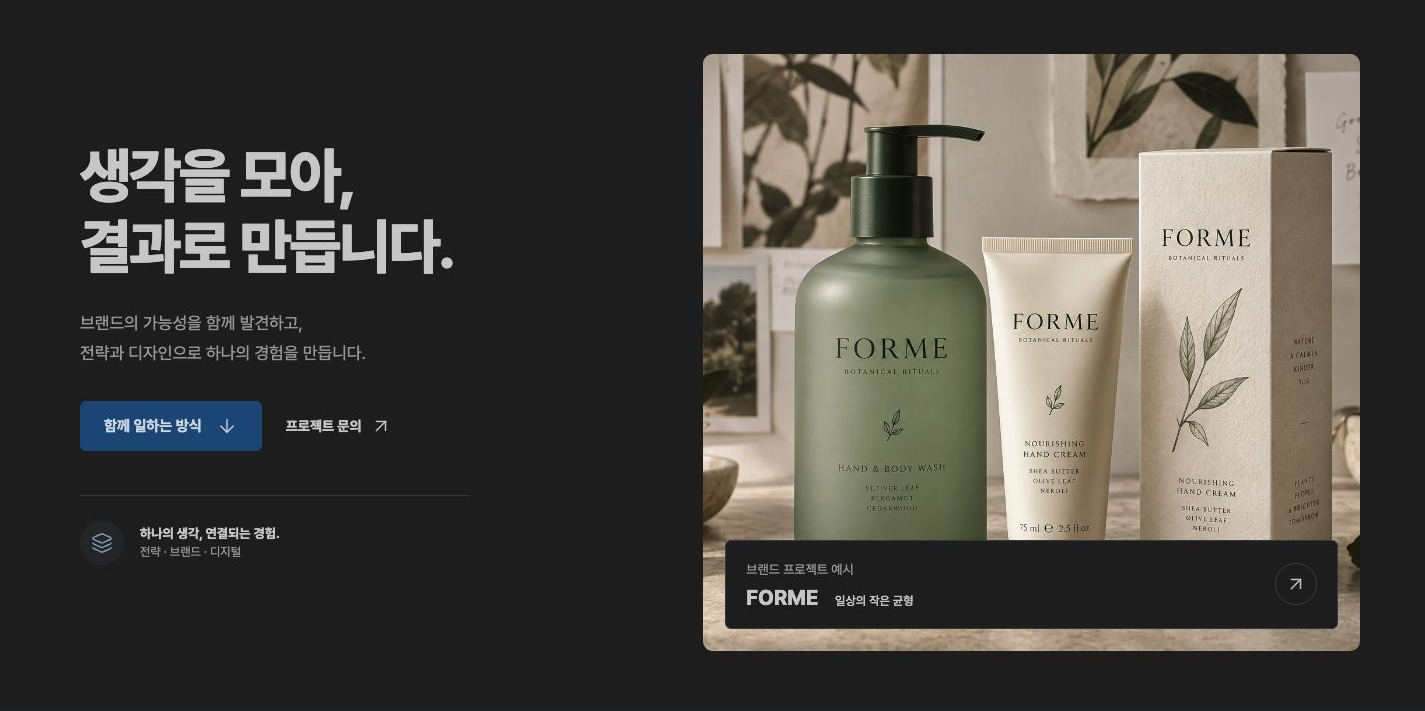 생각을 모아,
결과로 만듭니다.
브랜드의 가능성을 함께 발견하고,
전략과 디자인으로 하나의 경험을 만듭니다.
함께 일하는 방식
프로젝트 문의
하나의 생각, 연결되는 경험.
전략 · 브랜드 · 디지털
FORME
BOTANICAL RITUALS
HAND & BODY WASH
VETIVER LEAF
BERGAMOT
CEDARWOOD
FORME
BOTANICAL RITUALS
NOURISHING
HAND CREAM
SHEA BUTTER
OLIVE LEAF
NEROLI
75 ml ℮ 2.5 fl oz
FORME
BOTANICAL RITUALS
NOURISHING
HAND CREAM
SHEA BUTTER
OLIVE LEAF
NEROLI
NATURE
A CALMER
KINDER
YOU
—
PLANTS
PEOPLE
A BRIGHTER
TOMORROW
브랜드 프로젝트 예시
FORME 일상의 작은 균형